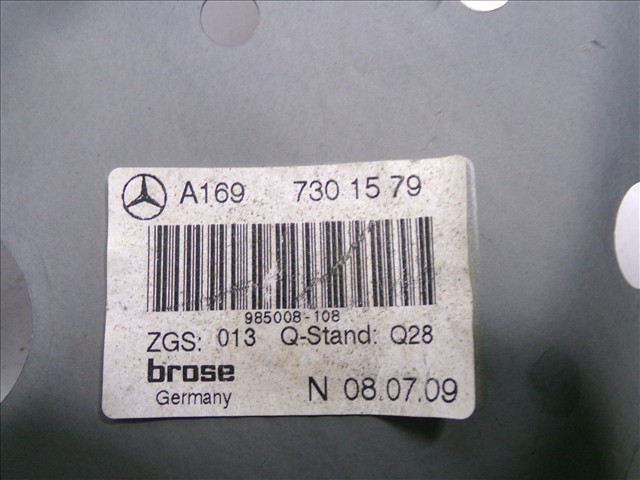 A169 730 15 79
985008-108
ZGS: 013 Q-Stand: Q28
brose
Germany N 08.07.09